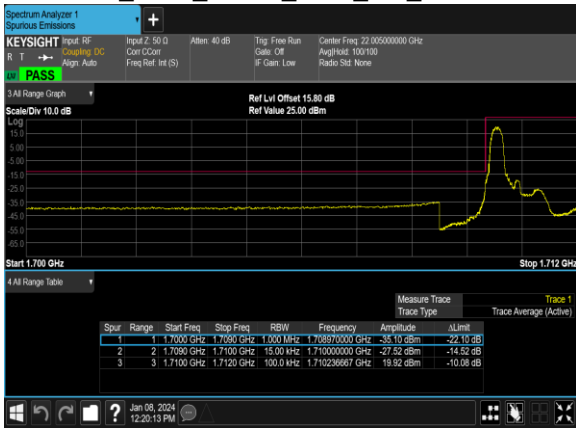 Spectrum Analyzer 1
Spurious Emissions
+
KEYSIGHT Input: RF Input Z: 50 Ω Atten: 40 dB Trig: Free Run Center Freq: 22.005000000 GHz
R T Coupling: DC Corr CCorr Gate: Off Avg|Hold: 100/100
Align: Auto Freq Ref: Int (S) IF Gain: Low Radio Std: None
PASS
3 All Range Graph Ref Lvl Offset 15.80 dB
Scale/Div 10.0 dB Ref Value 25.00 dBm
Log
15.0
5.00
-5.00
-15.0
-25.0
-35.0
-45.0
-55.0
-65.0
Start 1.700 GHz Stop 1.712 GHz
4 All Range Table
Measure Trace Trace 1
Trace Type Trace Average (Active)
Spur Range Start Freq Stop Freq RBW Frequency Amplitude ΔLimit
1 1 1.7000 GHz 1.7090 GHz 1.000 MHz 1.708970000 GHz -35.10 dBm -22.10 dB
2 2 1.7090 GHz 1.7100 GHz 15.00 kHz 1.710000000 GHz -27.52 dBm -14.52 dB
3 3 1.7100 GHz 1.7120 GHz 100.0 kHz 1.710236667 GHz 19.92 dBm -10.08 dB
? Jan 08, 2024
12:20:13 PM